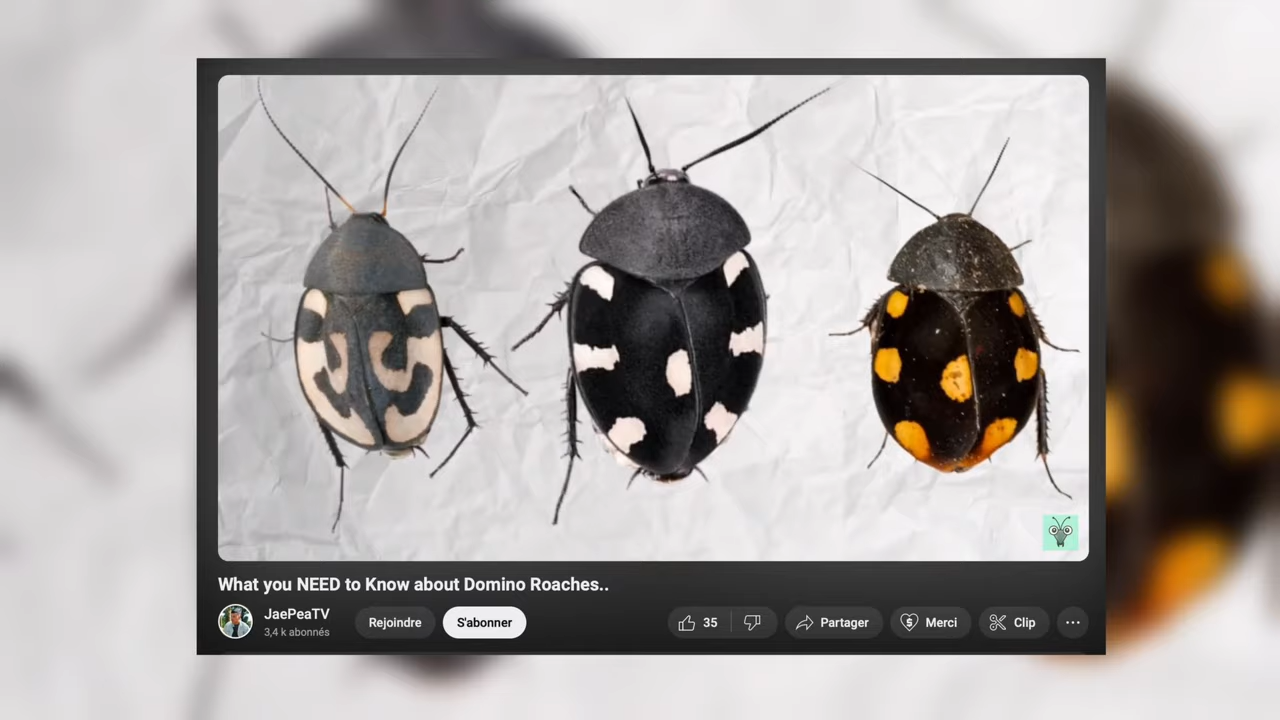 What you NEED to Know about Domino Roaches..
JaePeaTV
3,4 k abonnés
Rejoindre
S'abonner
35
Partager
Merci
Clip